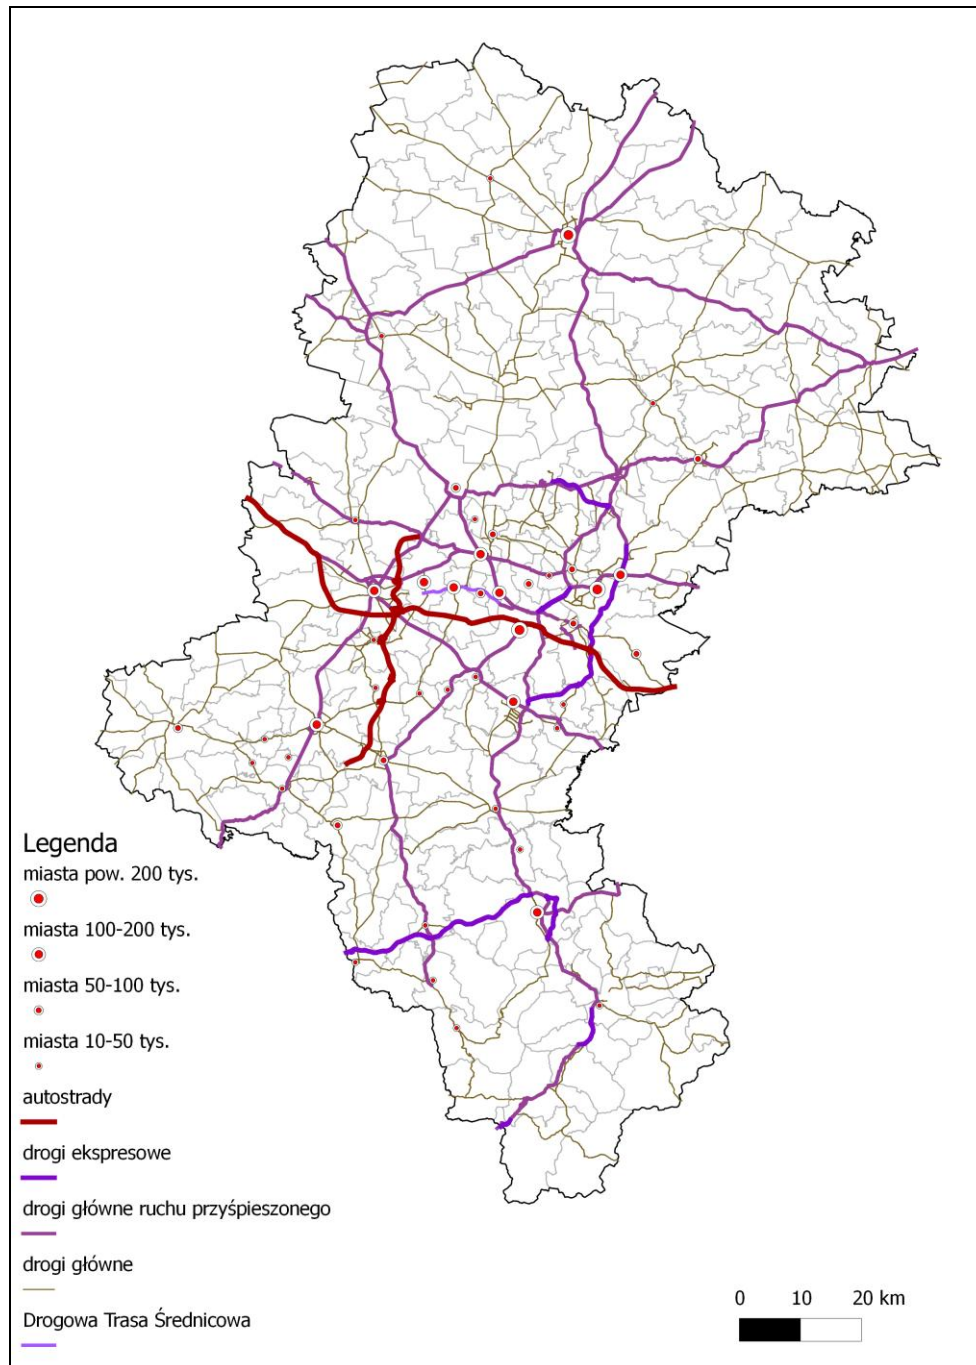 Legenda
miasta pow. 200 tys.
miasta 100-200 tys.
miasta 50-100 tys.
miasta 10-50 tys.
autostrady
drogi ekspresowe
drogi główne ruchu przyśpieszonego
drogi główne
Drogowa Trasa Średnicowa
0 10 20 km